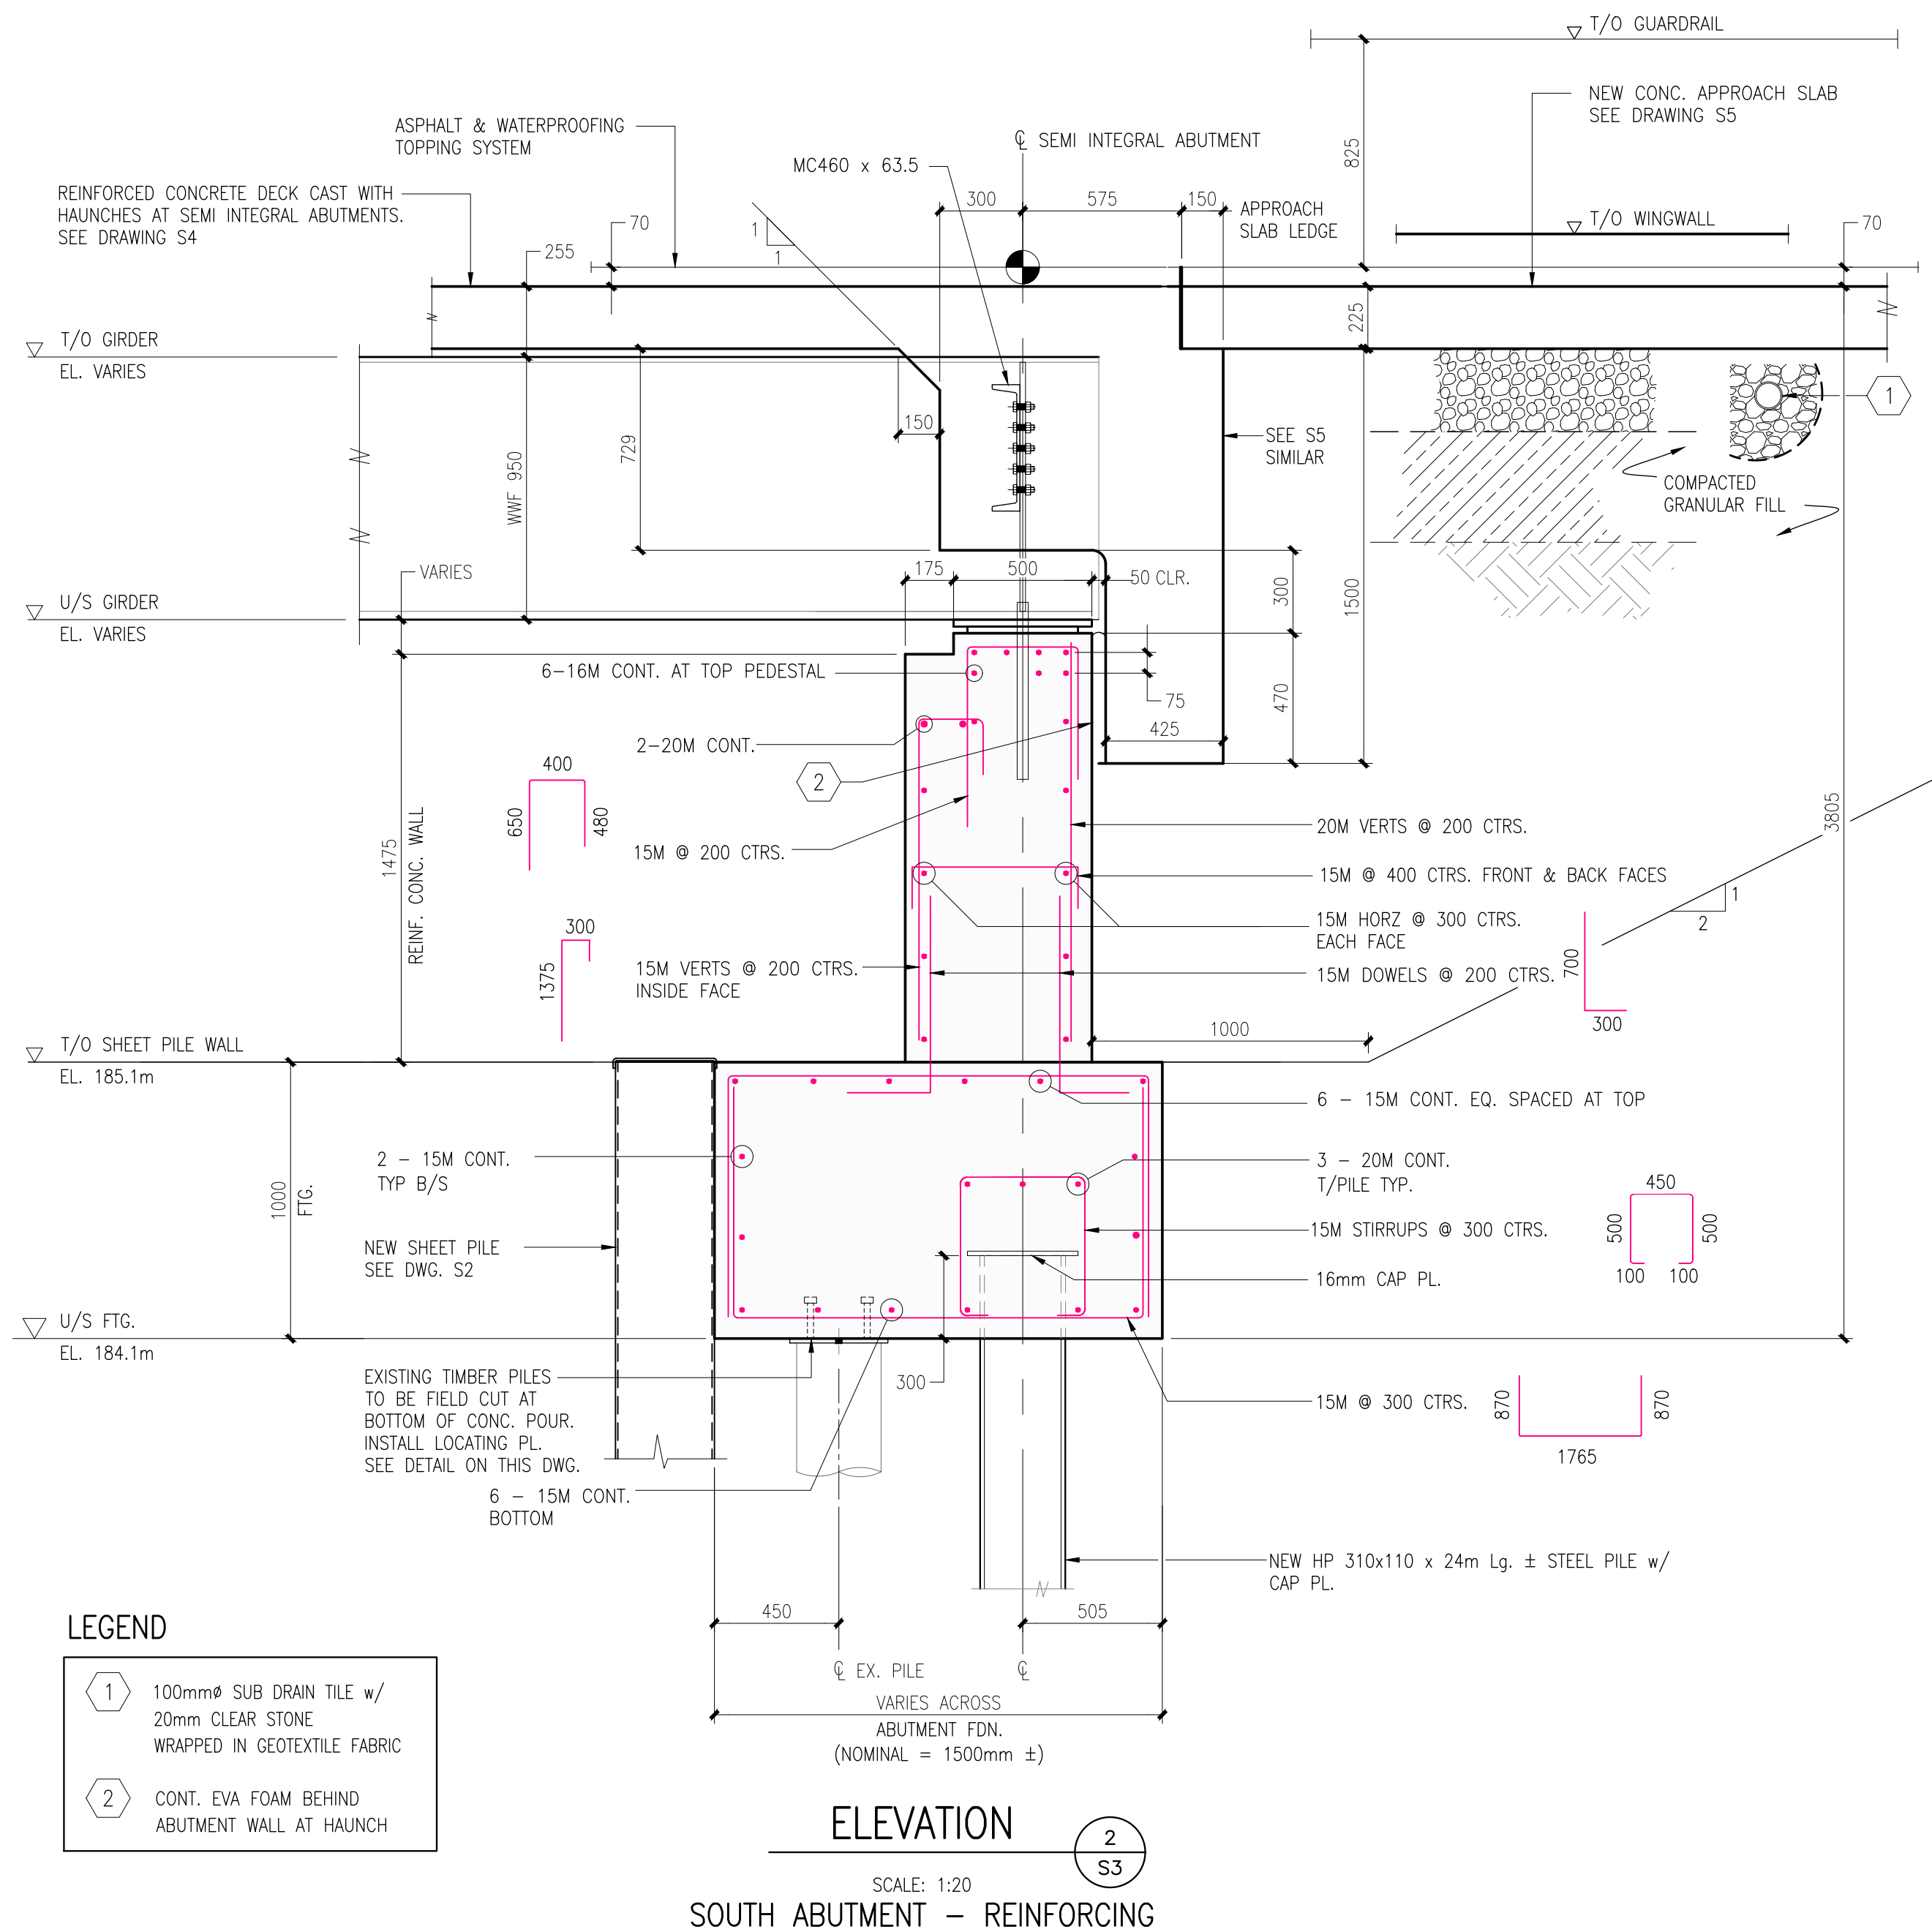 T/O GUARDRAIL
NEW CONC. APPROACH SLAB
SEE DRAWING S5
825
ASPHALT & WATERPROOFING
TOPPING SYSTEM
℄ SEMI INTEGRAL ABUTMENT
MC460 x 63.5
REINFORCED CONCRETE DECK CAST WITH
HAUNCHES AT SEMI INTEGRAL ABUTMENTS.
SEE DRAWING S4
300
575
150
APPROACH
SLAB LEDGE
T/O WINGWALL
70
70
255
1
1
225
T/O GIRDER
EL. VARIES
1
150
729
WWF 950
SEE S5
SIMILAR
COMPACTED
GRANULAR FILL
VARIES
175
500
50 CLR.
300
1500
U/S GIRDER
EL. VARIES
6-16M CONT. AT TOP PEDESTAL
75
470
425
2-20M CONT.
2
400
650
480
1475
REINF. CONC. WALL
15M @ 200 CTRS.
20M VERTS @ 200 CTRS.
3805
15M @ 400 CTRS. FRONT & BACK FACES
1
2
15M HORZ @ 300 CTRS.
EACH FACE
300
1375
15M VERTS @ 200 CTRS.
INSIDE FACE
15M DOWELS @ 200 CTRS.
700
300
1000
T/O SHEET PILE WALL
EL. 185.1m
6 - 15M CONT. EQ. SPACED AT TOP
2 - 15M CONT.
TYP B/S
3 - 20M CONT.
T/PILE TYP.
1000
FTG.
450
500
500
100
100
15M STIRRUPS @ 300 CTRS.
NEW SHEET PILE
SEE DWG. S2
16mm CAP PL.
U/S FTG.
EL. 184.1m
300
EXISTING TIMBER PILES
TO BE FIELD CUT AT
BOTTOM OF CONC. POUR.
INSTALL LOCATING PL.
SEE DETAIL ON THIS DWG.
15M @ 300 CTRS.
870
870
1765
6 - 15M CONT.
BOTTOM
NEW HP 310x110 x 24m Lg. ± STEEL PILE w/
CAP PL.
450
505
℄ EX. PILE
℄
VARIES ACROSS
ABUTMENT FDN.
(NOMINAL = 1500mm ±)
LEGEND
1
100mmø SUB DRAIN TILE w/
20mm CLEAR STONE
WRAPPED IN GEOTEXTILE FABRIC
2
CONT. EVA FOAM BEHIND
ABUTMENT WALL AT HAUNCH
ELEVATION
2
S3
SCALE: 1:20
SOUTH ABUTMENT - REINFORCING